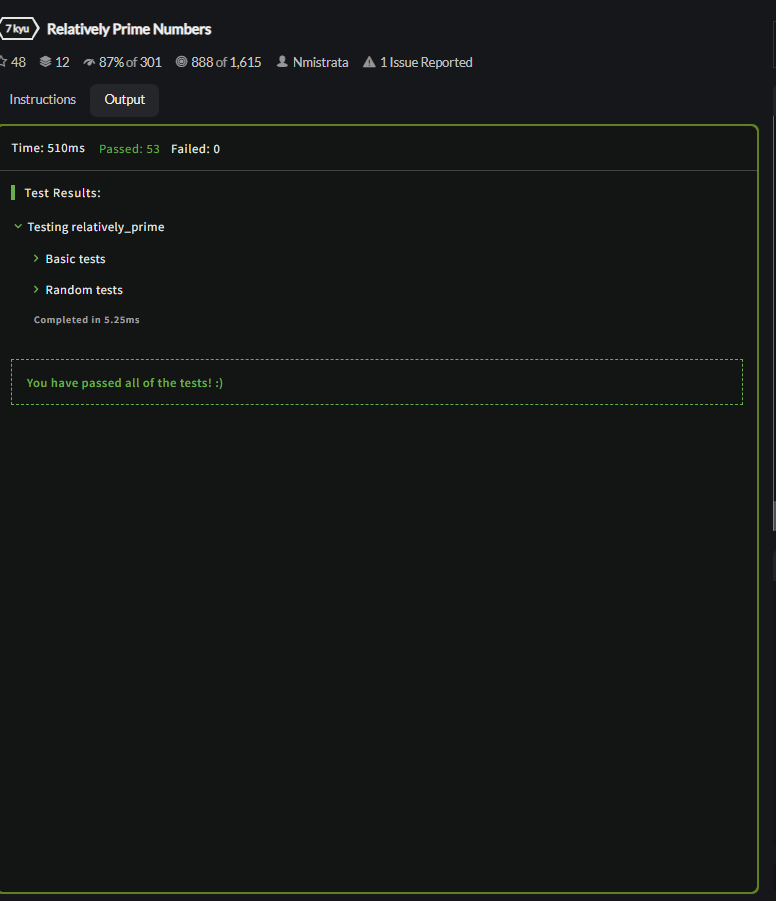 7 kyu Relatively Prime Numbers
48 12 87% of 301 888 of 1,615 Nmistrata 1 Issue Reported
Instructions Output
Time: 510ms Passed: 53 Failed: 0
Test Results:
Testing relatively_prime
Basic tests
Random tests
Completed in 5.25ms
You have passed all of the tests! :)